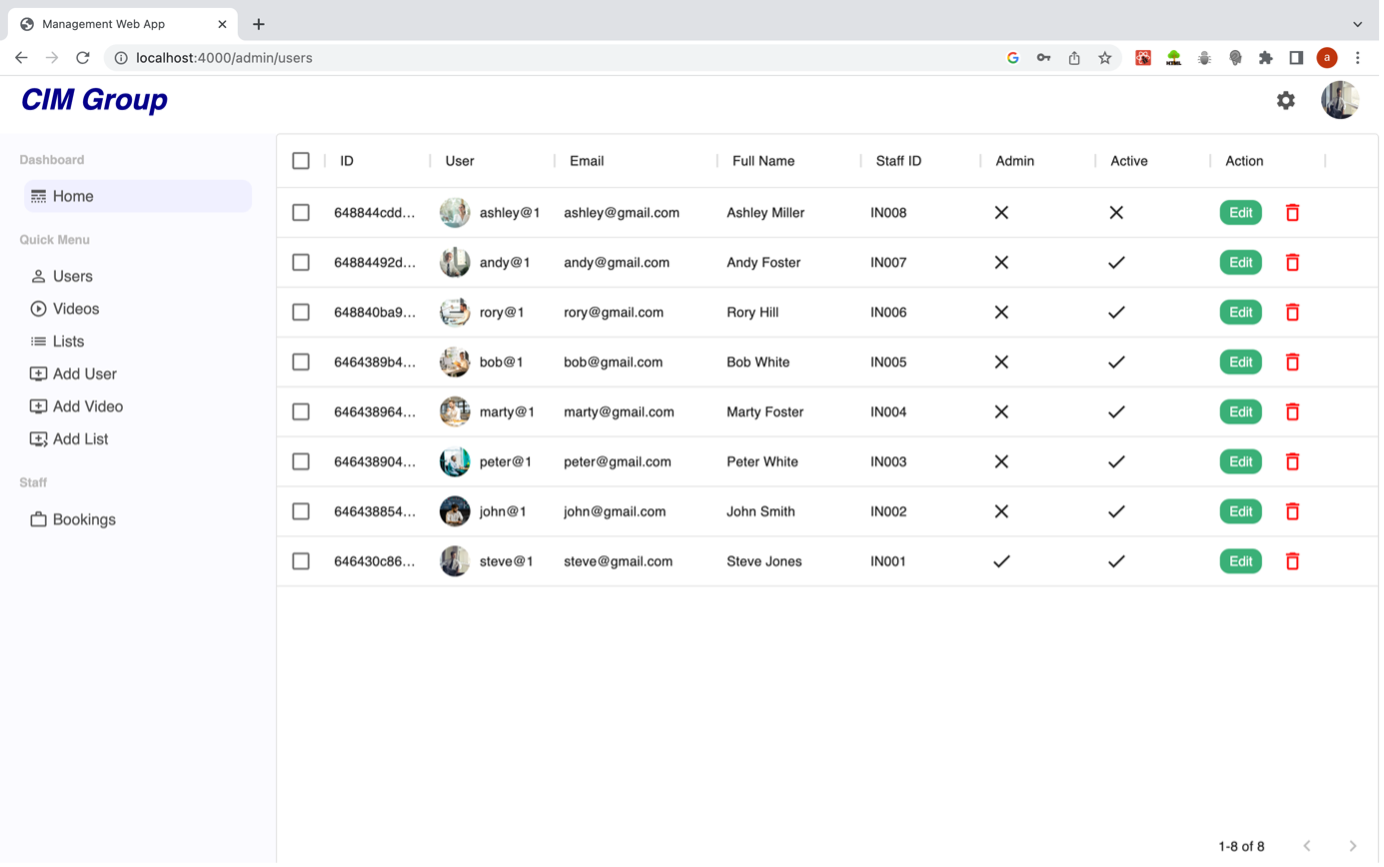 Management Web App
localhost:4000/admin/users
a
CIM Group
Dashboard
Home
Quick Menu
Users
Videos
Lists
Add User
Add Video
Add List
Staff
Bookings
ID User Email Full Name Staff ID Admin Active Action
648844cdd... ashley@1 ashley@gmail.com Ashley Miller IN008 Edit
64884492d... andy@1 andy@gmail.com Andy Foster IN007 Edit
648840ba9... rory@1 rory@gmail.com Rory Hill IN006 Edit
6464389b4... bob@1 bob@gmail.com Bob White IN005 Edit
646438964... marty@1 marty@gmail.com Marty Foster IN004 Edit
646438904... peter@1 peter@gmail.com Peter White IN003 Edit
646438854... john@1 john@gmail.com John Smith IN002 Edit
646430c86... steve@1 steve@gmail.com Steve Jones IN001 Edit
1-8 of 8